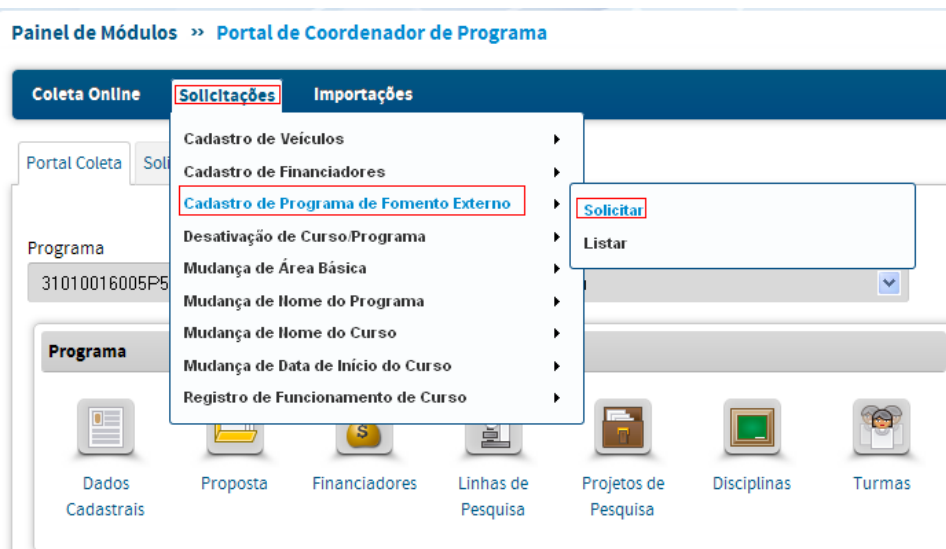 Painel de Módulos » Portal de Coordenador de Programa
Coleta Online Solicitações Importações
Portal Coleta Soli
Cadastro de Veículos
Cadastro de Financiadores
Cadastro de Programa de Fomento Externo
Desativação de Curso/Programa
Mudança de Área Básica
Mudança de Nome do Programa
Mudança de Nome do Curso
Mudança de Data de Início do Curso
Registro de Funcionamento de Curso
Solicitar
Listar
Programa
31010016005P5
Programa
Dados Cadastrais
Proposta
Financiadores
Linhas de Pesquisa
Projetos de Pesquisa
Disciplinas
Turmas